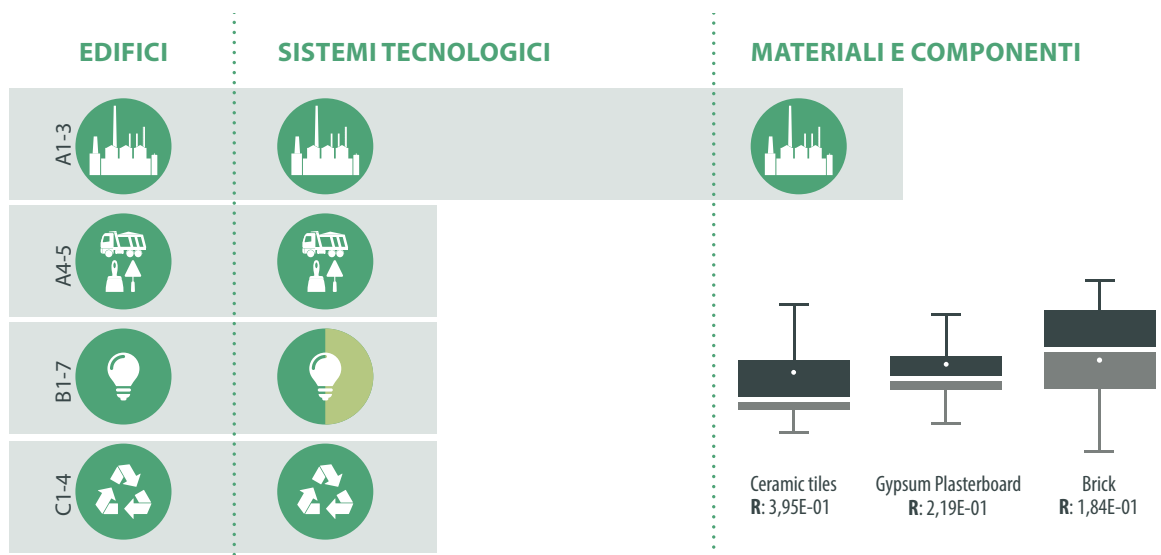 EDIFICI
SISTEMI TECNOLOGICI
MATERIALI E COMPONENTI
A1-3
A4-5
B1-7
C1-4
Ceramic tiles
R: 3,95E-01
Gypsum Plasterboard
R: 2,19E-01
Brick
R: 1,84E-01